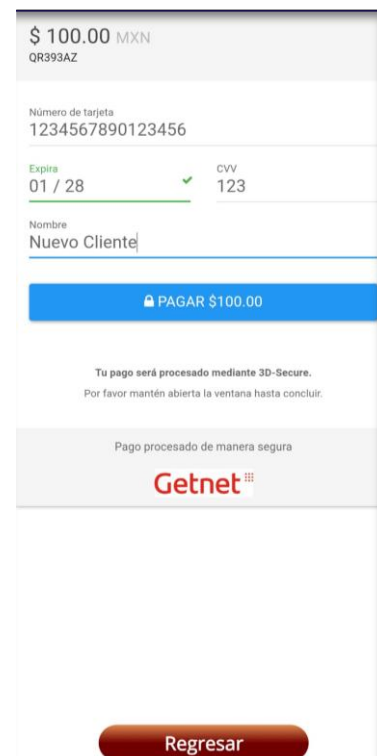 $ 100.00 MXN
QR393AZ
Número de tarjeta
1234567890123456
Expira
01 / 28
CVV
123
Nombre
Nuevo Cliente
PAGAR $100.00
Tu pago será procesado mediante 3D-Secure.
Por favor mantén abierta la ventana hasta concluir.
Pago procesado de manera segura
Getnet
Regresar